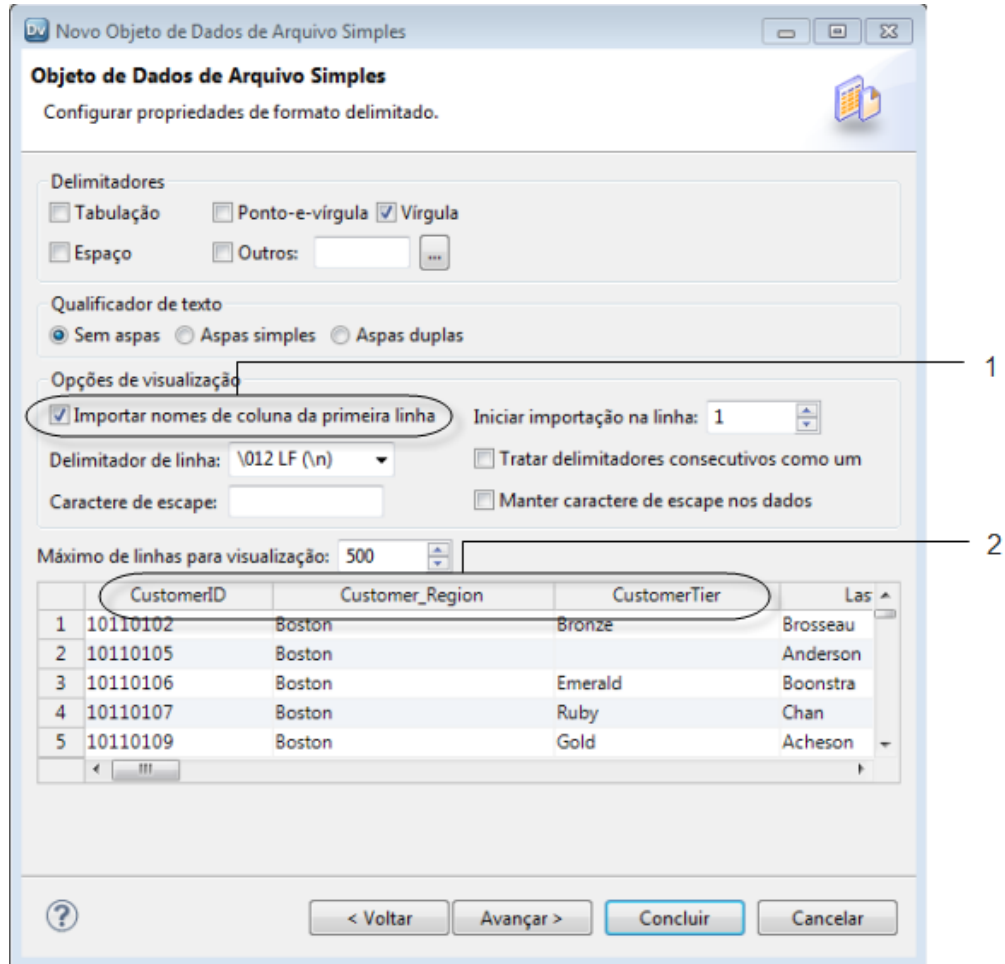 Dv Novo Objeto de Dados de Arquivo Simples
Objeto de Dados de Arquivo Simples
Configurar propriedades de formato delimitado.
Delimitadores
Tabulação Ponto-e-vírgula Vírgula
Espaço Outros: ...
Qualificador de texto
Sem aspas Aspas simples Aspas duplas
1
Opções de visualização
Importar nomes de coluna da primeira linha Iniciar importação na linha: 1
Delimitador de linha: \012 LF (\n) Tratar delimitadores consecutivos como um
Caractere de escape: Manter caractere de escape nos dados
2
Máximo de linhas para visualização: 500
CustomerID Customer_Region CustomerTier Las
1 10110102 Boston Bronze Brosseau
2 10110105 Boston Anderson
3 10110106 Boston Emerald Boonstra
4 10110107 Boston Ruby Chan
5 10110109 Boston Gold Acheson
? < Voltar Avançar > Concluir Cancelar